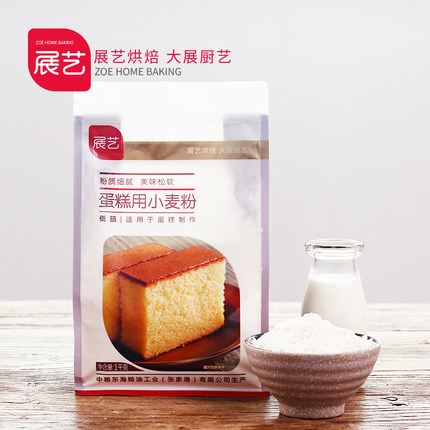 ZOE HOME BAKING
展艺
展艺烘焙 大展厨艺
ZOE HOME BAKING
展艺
展艺烘焙 大展厨艺
粉质细腻 美味松软
蛋糕用小麦粉
低筋|适用于蛋糕制作
净含量:1千克
中粮东海粮油工业（张家港）有限公司生产